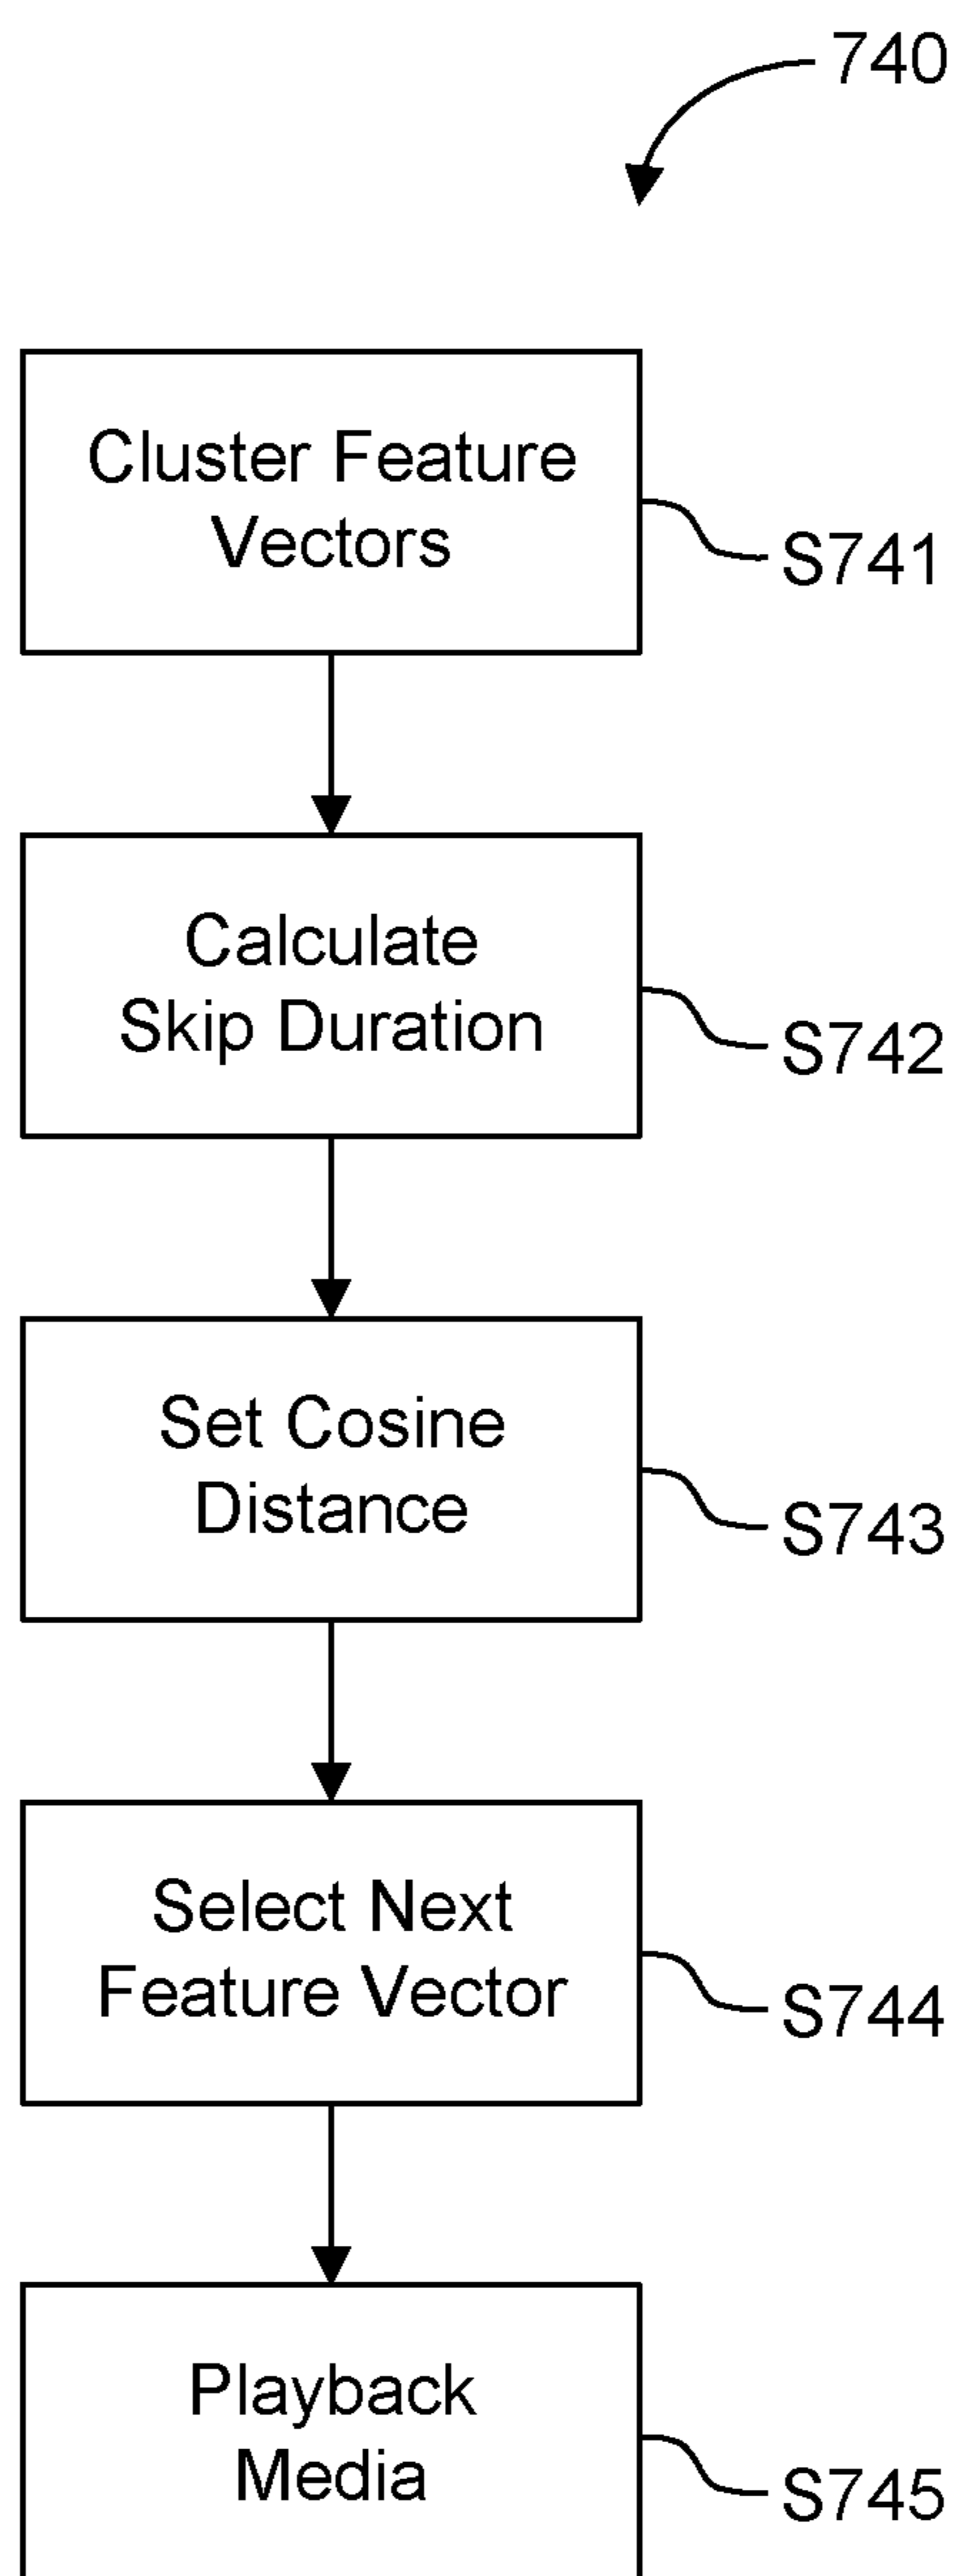 740
Cluster Feature
Vectors
S741
Calculate
Skip Duration
S742
Set Cosine
Distance
S743
Select Next
Feature Vector
S744
Playback
Media
S745